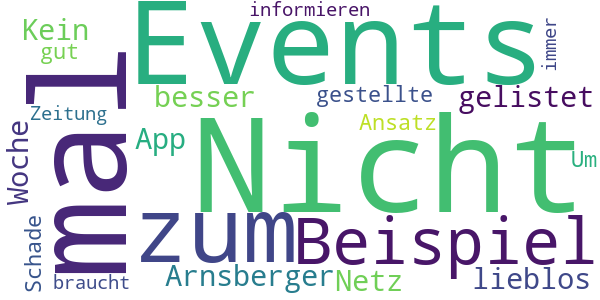 informieren
Kein
Events
immer
gut
mal
besser
gestellte
gelistet
Zeitung
Nicht
Ansatz
Woche
App
Um
zum
Beispiel
Schade
Arnsberger
Netz
lieblos
braucht